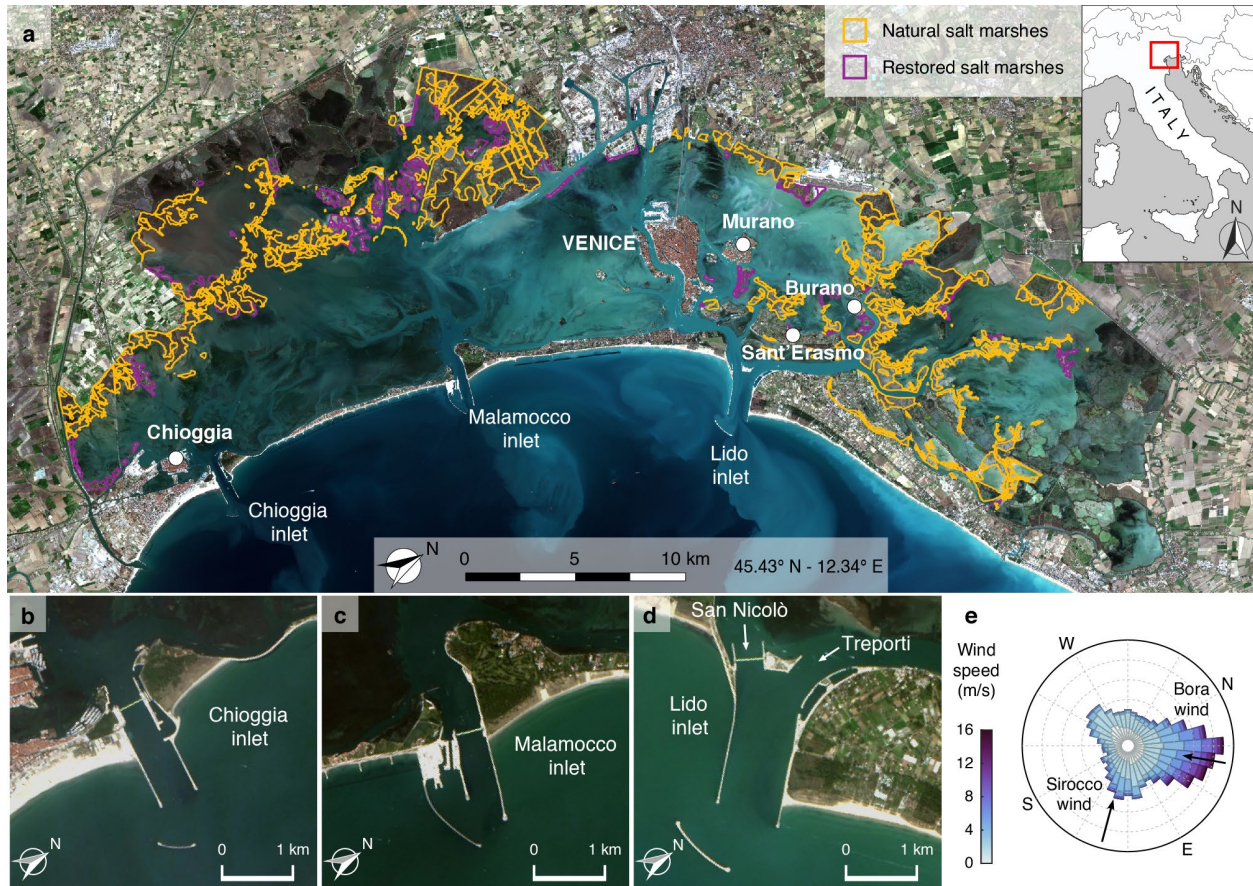 a
Natural salt marshes
Restored salt marshes
ITALY
N
VENICE
Murano
Burano
Sant'Erasmo
Chioggia
Malamocco
inlet
Lido
inlet
Chioggia
inlet
N
0 5 10 km
45.43° N - 12.34° E
b
Chioggia
inlet
N
0 1 km
c
Malamocco
inlet
N
0 1 km
d
San Nicolò
Treporti
Lido
inlet
N
0 1 km
e
Wind
speed
(m/s)
16
12
8
4
0
W
N
Bora
wind
Sirocco
wind
S
E